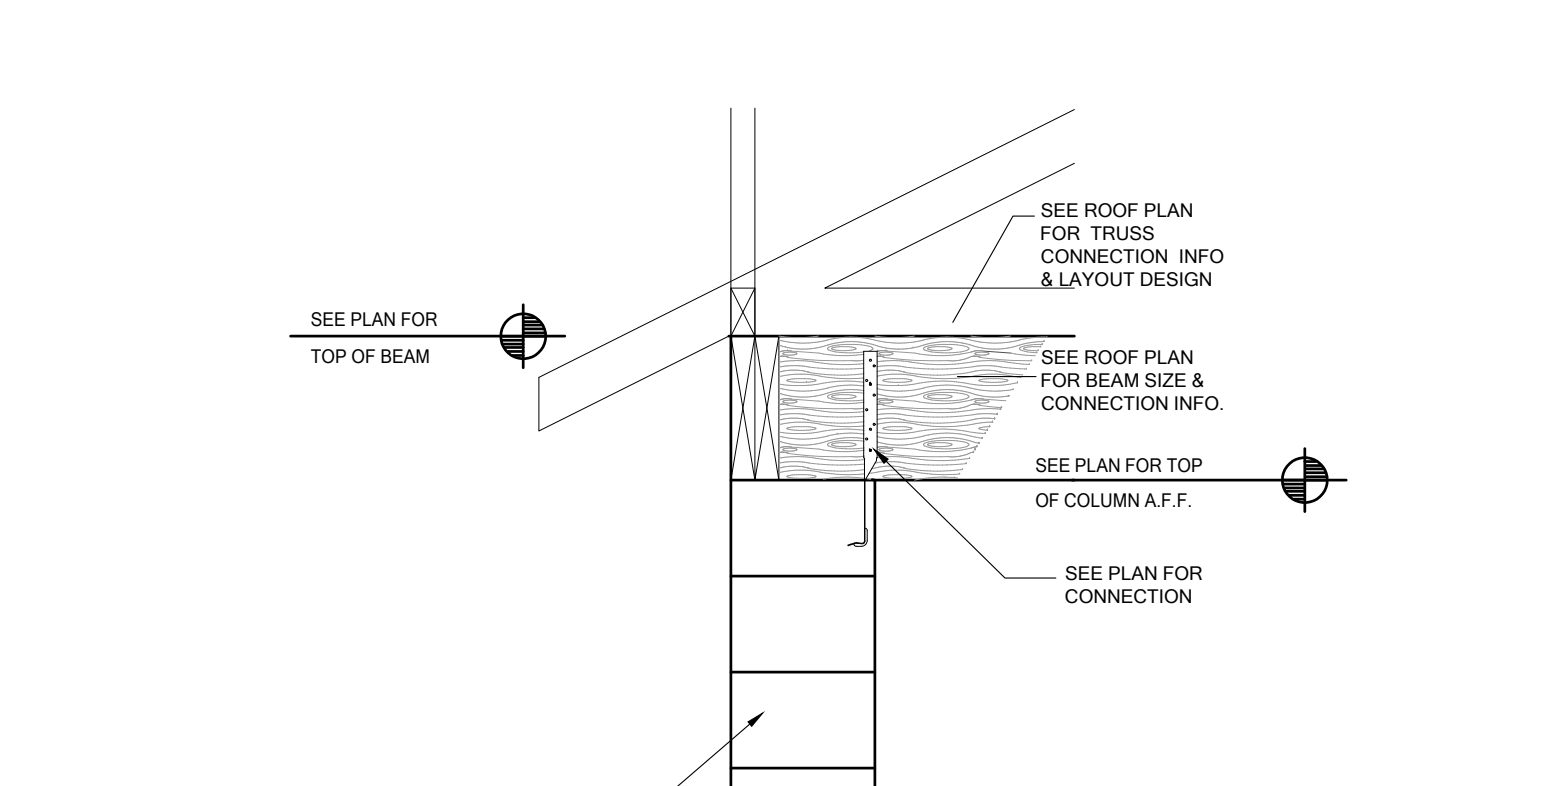 SEE ROOF PLAN
FOR TRUSS
CONNECTION INFO
& LAYOUT DESIGN
SEE PLAN FOR
TOP OF BEAM
SEE ROOF PLAN
FOR BEAM SIZE &
CONNECTION INFO.
SEE PLAN FOR TOP
OF COLUMN A.F.F.
SEE PLAN FOR
CONNECTION